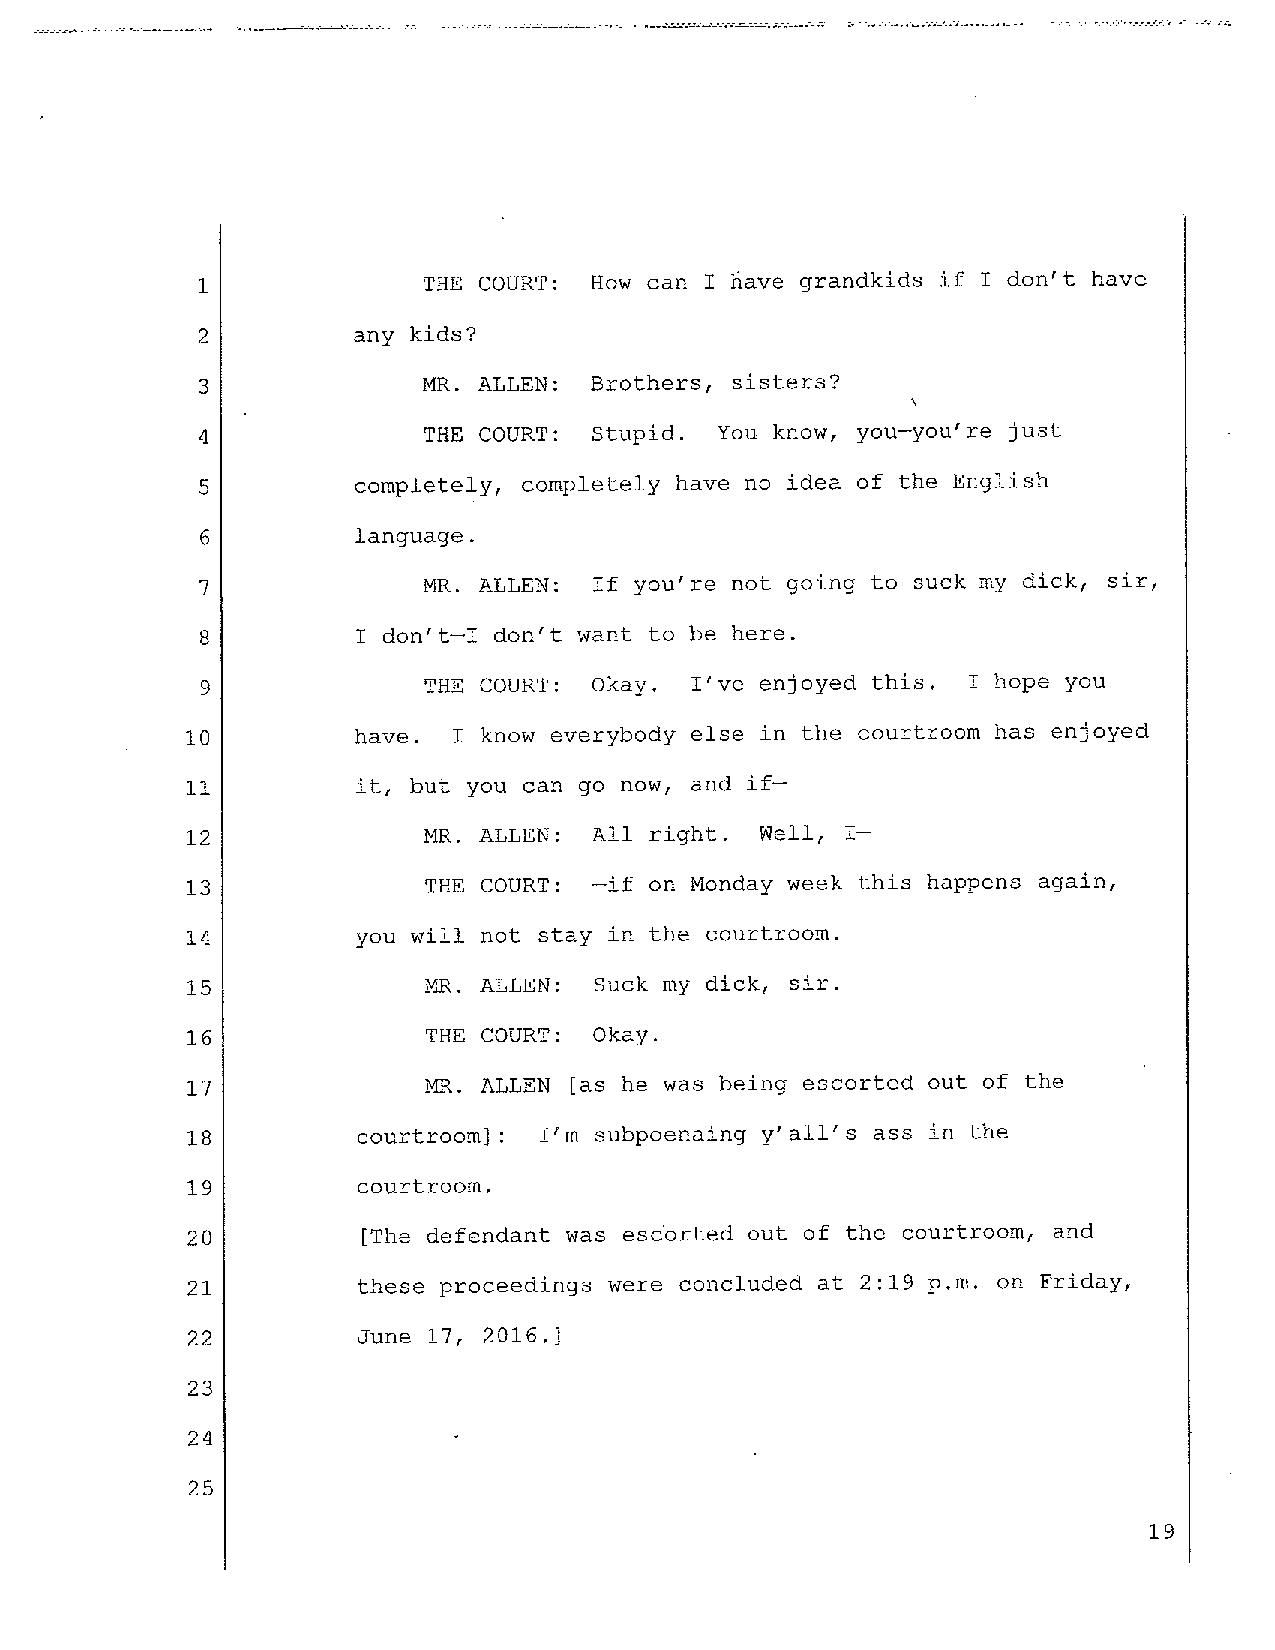 1 THE COURT: How can I have grandkids if I don't have
2 any kids?
3 MR. ALLEN: Brothers, sisters?
4 THE COURT: Stupid. You know, you—you're just
5 completely, completely have no idea of the English
6 language.
7 MR. ALLEN: If you're not going to suck my dick, sir,
8 I don't—I don't want to be here.
9 THE COURT: Okay. I've enjoyed this. I hope you
10 have. I know everybody else in the courtroom has enjoyed
11 it, but you can go now, and if—
12 MR. ALLEN: All right. Well, I—
13 THE COURT: —if on Monday week this happens again,
14 you will not stay in the courtroom.
15 MR. ALLEN: Suck my dick, sir.
16 THE COURT: Okay.
17 MR. ALLEN [as he was being escorted out of the
18 courtroom]: I'm subpoenaing y'all's ass in the
19 courtroom.
20 [The defendant was escorted out of the courtroom, and
21 these proceedings were concluded at 2:19 p.m. on Friday,
22 June 17, 2016.]
23
24
25
19